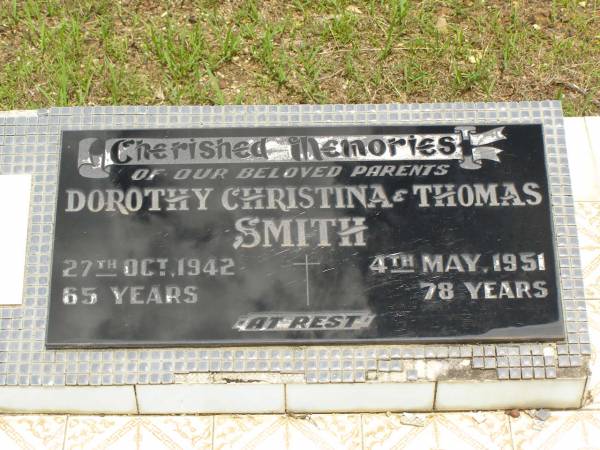 Cherished Memories
OF OUR BELOVED PARENTS
DOROTHY CHRISTINA & THOMAS
SMITH
27TH OCT, 1942 4TH MAY, 1951
65 YEARS 78 YEARS
AT REST